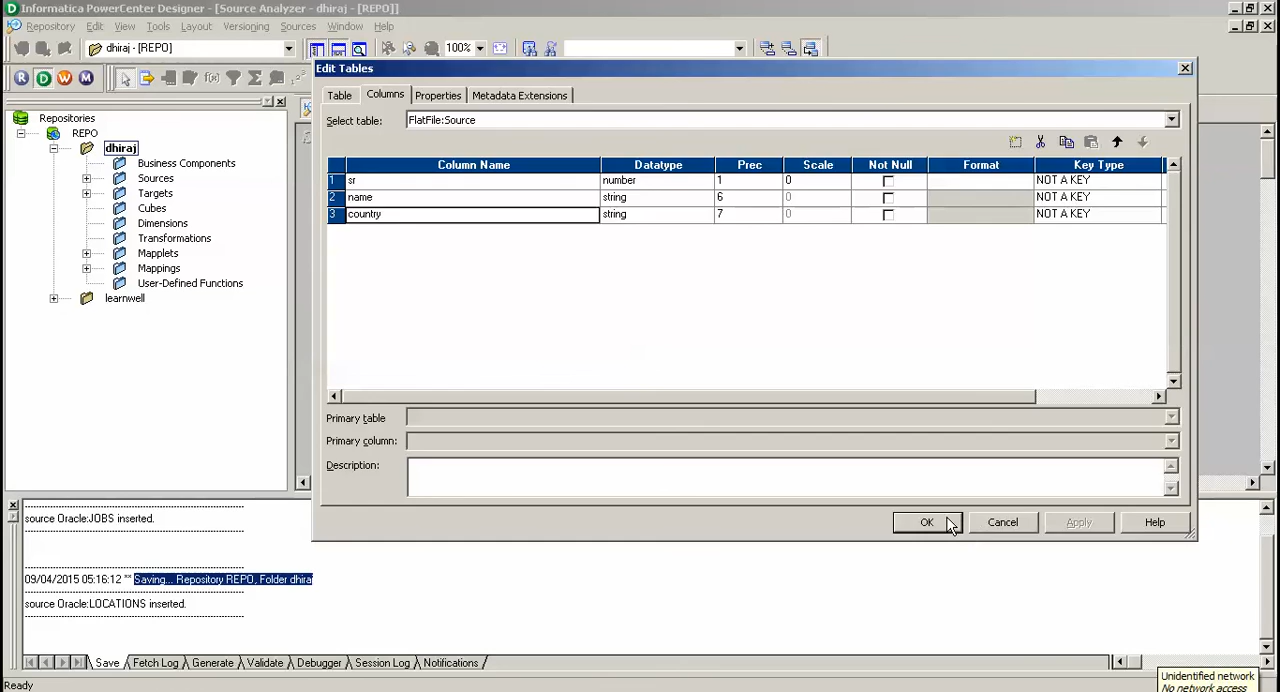 Informatica PowerCenter Designer - [Source Analyzer - dhiraj - [REPO]]
Repository Edit View Tools Layout Versioning Sources Window Help
dhiraj - [REPO] 100%
Edit Tables
Table Columns Properties Metadata Extensions
Select table: FlatFile:Source
Column Name Datatype Prec Scale Not Null Format Key Type
1 sr number 1 0 NOT A KEY
2 name string 6 0 NOT A KEY
3 country string 7 0 NOT A KEY
Primary table
Primary column:
Description:
OK Cancel Apply Help
Repositories
REPO
dhiraj
Business Components
Sources
Targets
Cubes
Dimensions
Transformations
Mapplets
Mappings
User-Defined Functions
learnwell
source Oracle:JOBS inserted.
09/04/2015 05:16:12 ** Saving... Repository REPO, Folder dhiraj
source Oracle:LOCATIONS inserted.
Save Fetch Log Generate Validate Debugger Session Log Notifications
Ready
Unidentified network
No network access